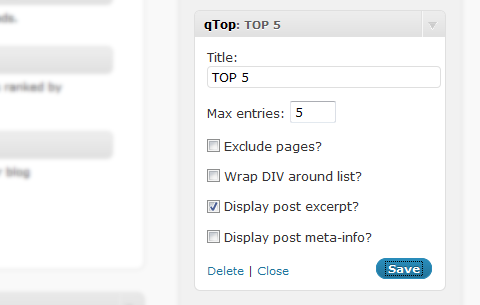 qTop: TOP 5
Title:
TOP 5
Max entries: 5
Exclude pages?
Wrap DIV around list?
Display post excerpt?
Display post meta-info?
Delete | Close
Save
ds.
ranked by
blog